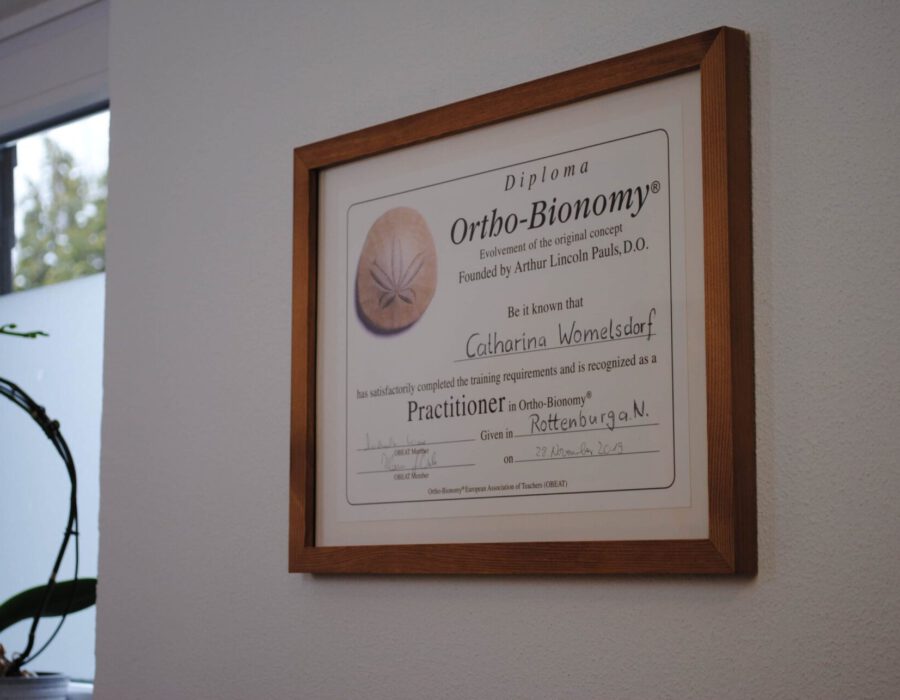 Diploma
Ortho-Bionomy®
Evolvement of the original concept
Founded by Arthur Lincoln Pauls, D.O.
Be it known that
Catharina Womelsdorf
has satisfactorily completed the training requirements and is recognized as a
Practitioner in Ortho-Bionomy®
Given in Rottenburg a.N.
OBEAT Member
on 28 November 2019
OBEAT Member
Ortho-Bionomy® European Association of Teachers (OBEAT)